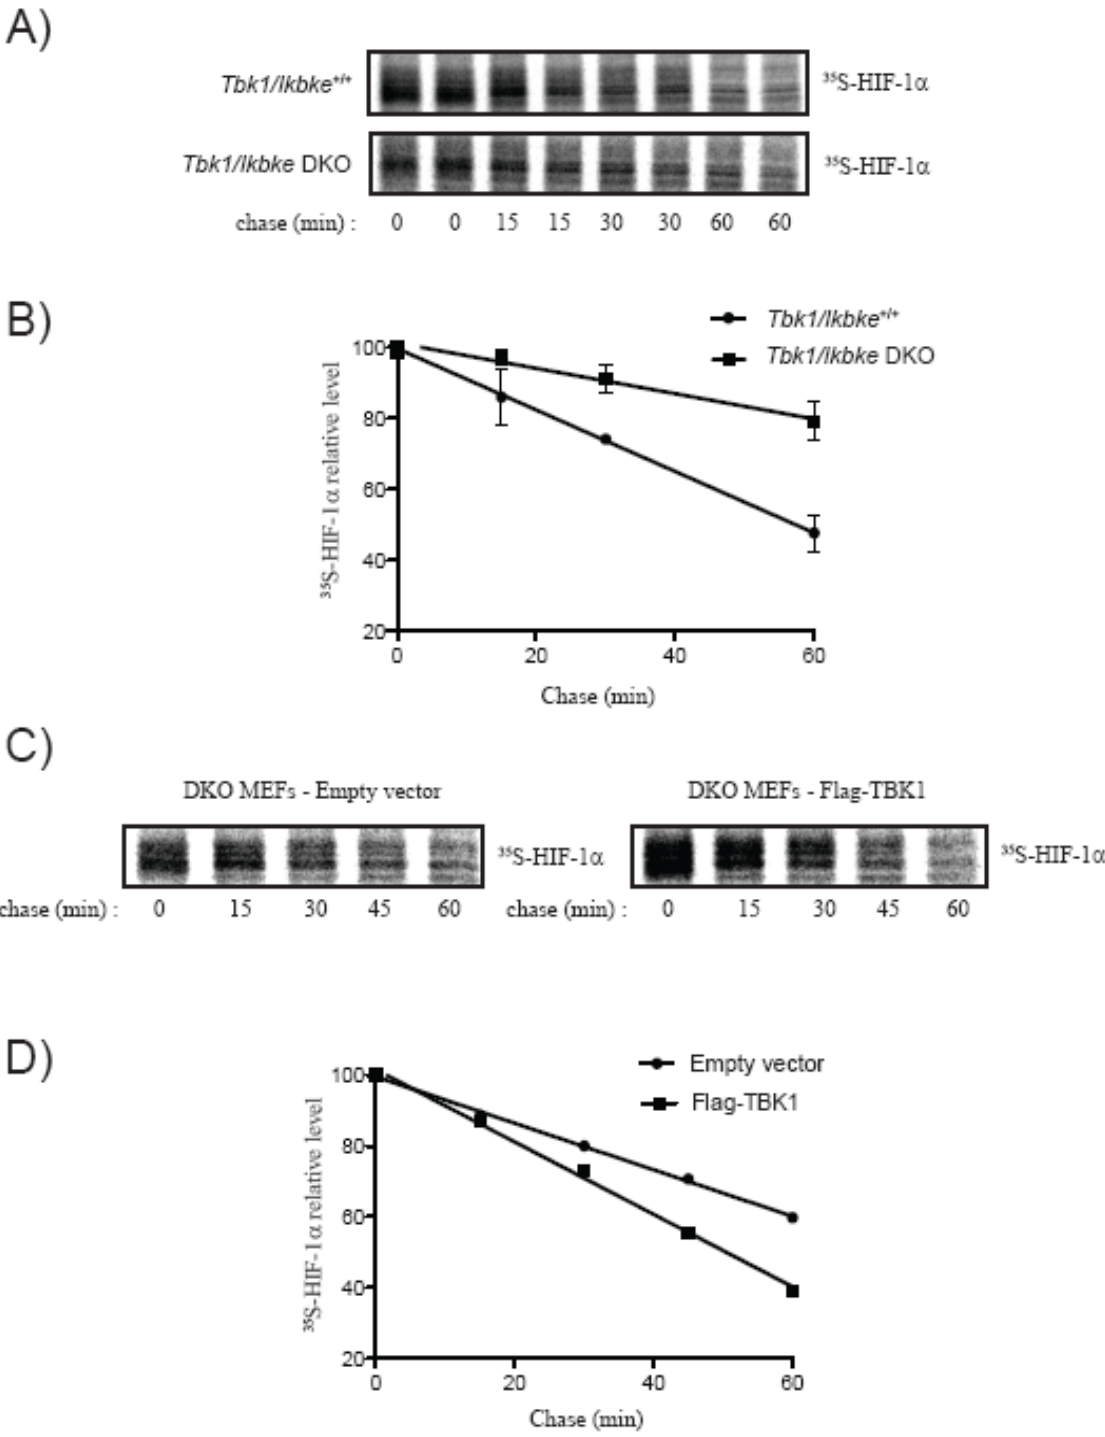 A)
Tbk1/Ikbke+/+ ³⁵S-HIF-1α
Tbk1/Ikbke DKO ³⁵S-HIF-1α
chase (min) : 0 0 15 15 30 30 60 60
B)
Tbk1/Ikbke+/+
Tbk1/Ikbke DKO
³⁵S-HIF-1α relative level
100
80
60
40
20
0 20 40 60
Chase (min)
C)
DKO MEFs - Empty vector DKO MEFs - Flag-TBK1
³⁵S-HIF-1α ³⁵S-HIF-1α
chase (min) : 0 15 30 45 60 chase (min) : 0 15 30 45 60
D)
Empty vector
Flag-TBK1
³⁵S-HIF-1α relative level
100
80
60
40
20
0 20 40 60
Chase (min)